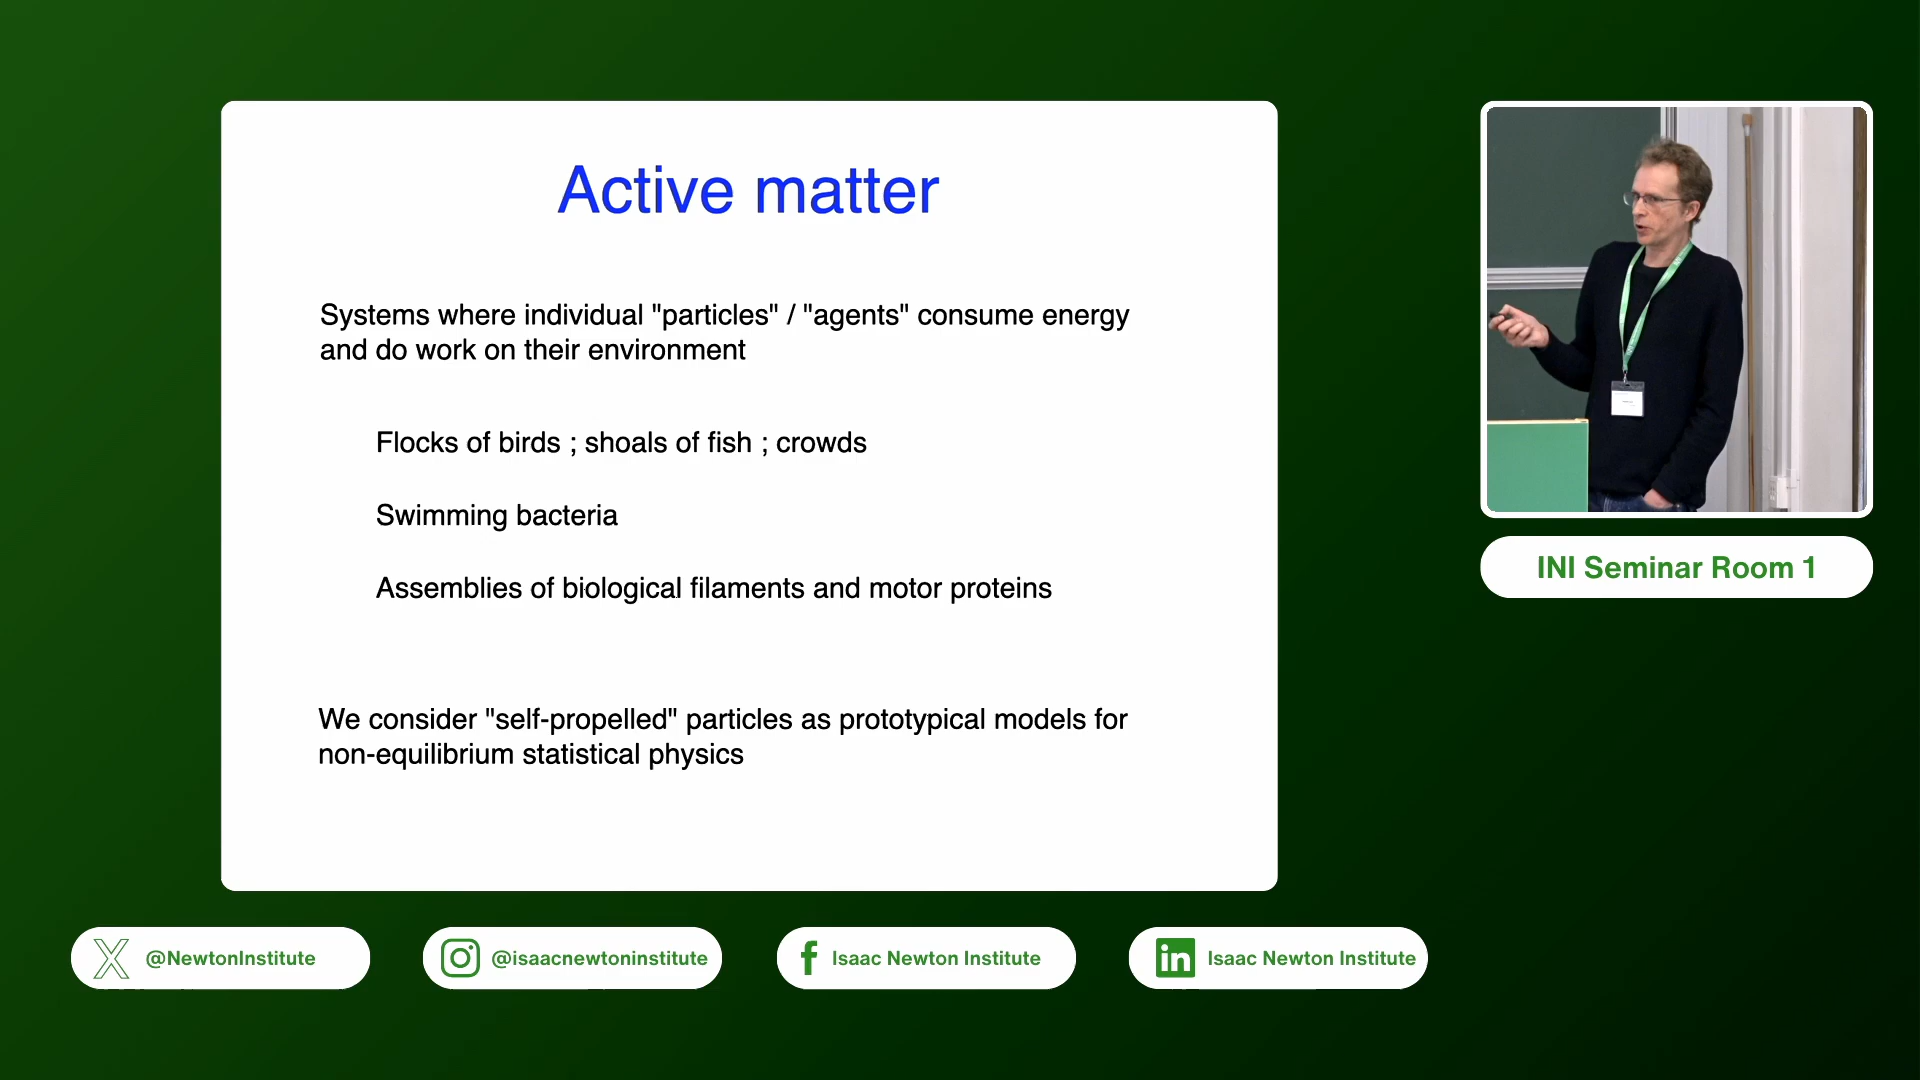 Active matter
Systems where individual "particles" / "agents" consume energy
and do work on their environment
Flocks of birds ; shoals of fish ; crowds
Swimming bacteria
Assemblies of biological filaments and motor proteins
We consider "self-propelled" particles as prototypical models for
non-equilibrium statistical physics
INI Seminar Room 1
@NewtonInstitute
@isaacnewtoninstitute
Isaac Newton Institute
Isaac Newton Institute